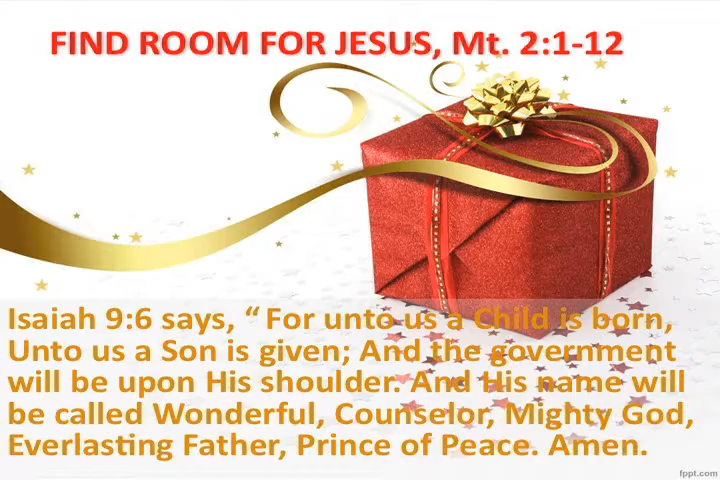 FIND ROOM FOR JESUS, Mt. 2:1-12
Isaiah 9:6 says, “ For unto us a Child is born,
Unto us a Son is given; And the government
will be upon His shoulder. And His name will
be called Wonderful, Counselor, Mighty God,
Everlasting Father, Prince of Peace. Amen.
fppt.com